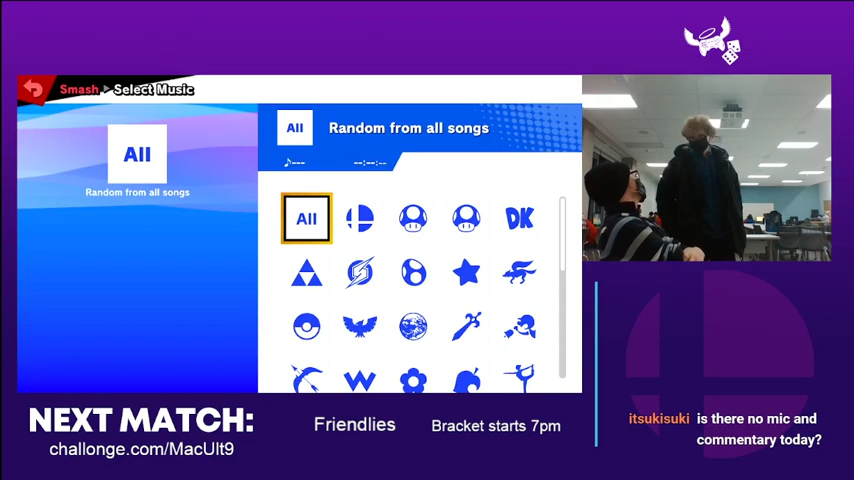 Smash ▸ Select Music
All
Random from all songs
All
Random from all songs
♪---
--:--:--
All
DK
NEXT MATCH:
challonge.com/MacUlt9
Friendlies
Bracket starts 7pm
itsukisuki is there no mic and
commentary today?